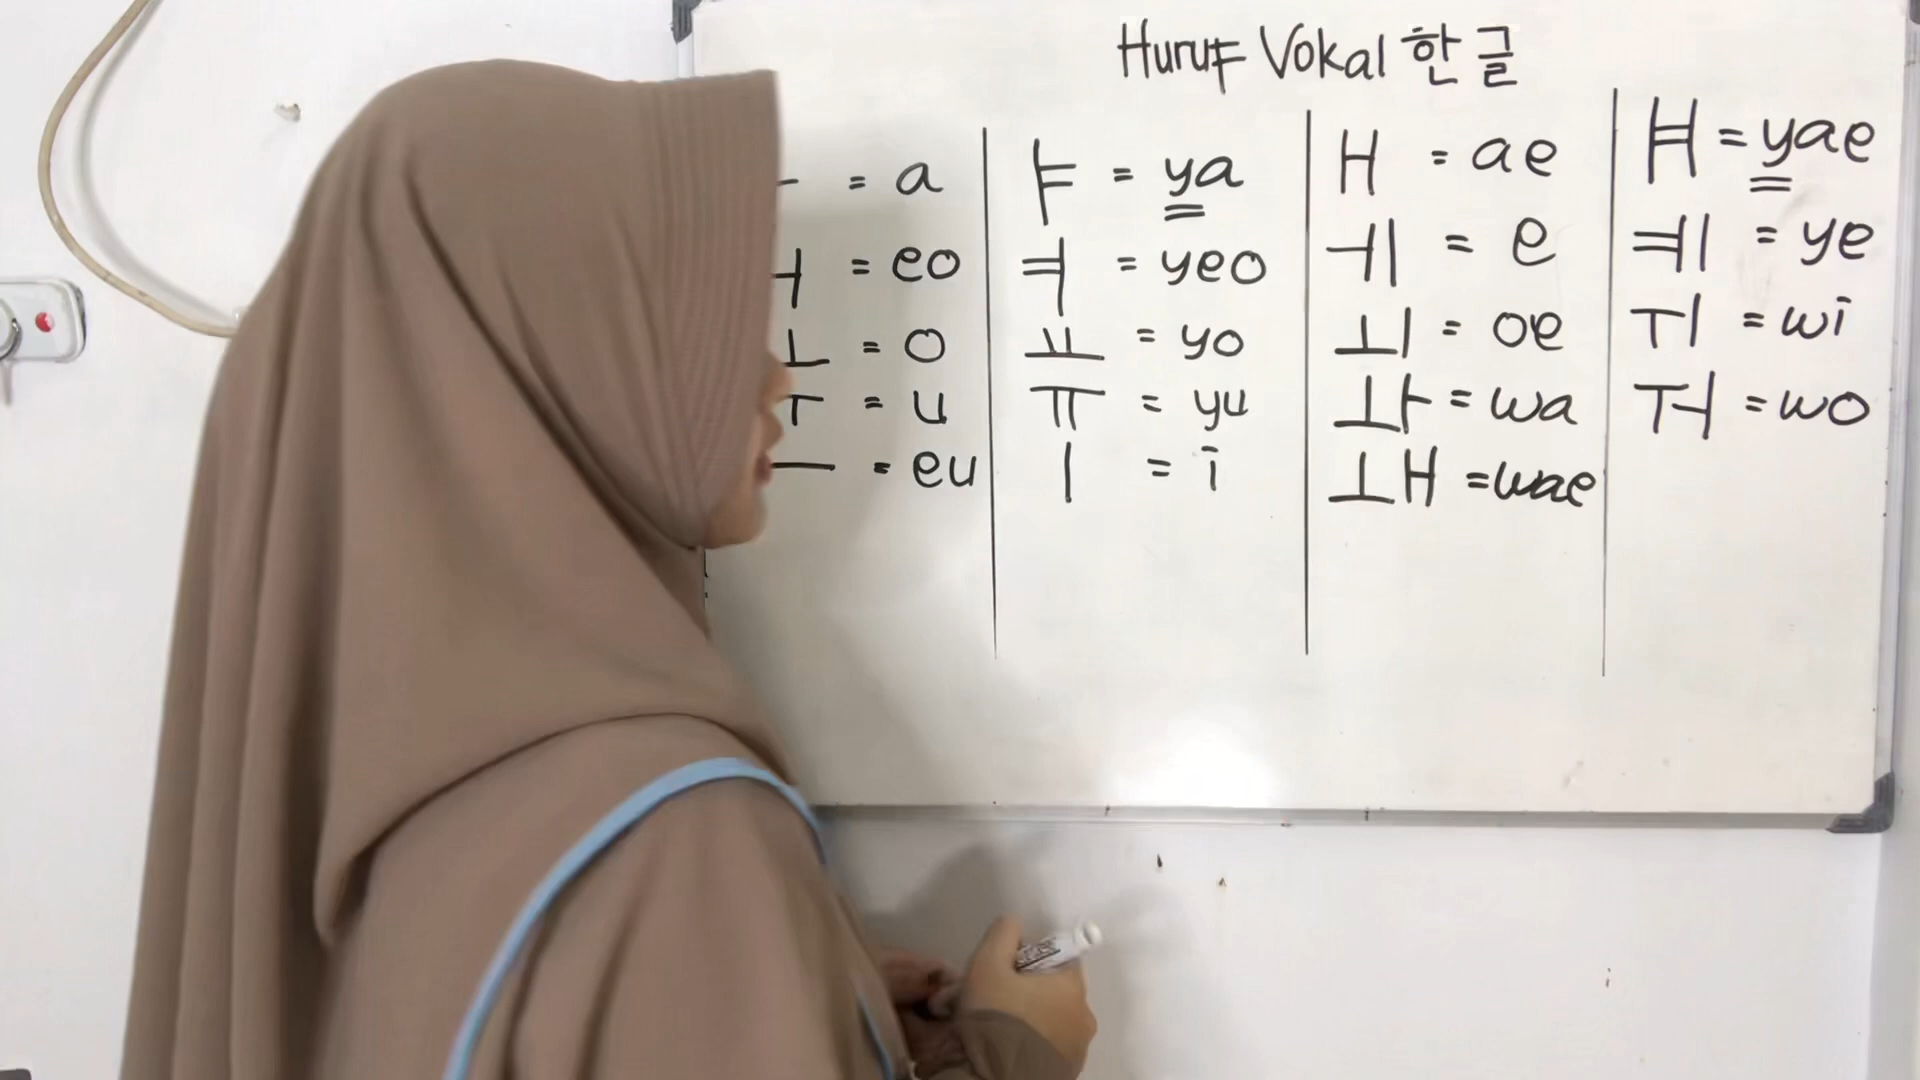 Huruf Vokal 한글
ㅏ = a
ㅓ = eo
ㅗ = o
ㅜ = u
ㅡ = eu
ㅑ = ya
ㅕ = yeo
ㅛ = yo
ㅠ = yu
ㅣ = i
ㅐ = ae
ㅔ = e
ㅚ = oe
ㅘ = wa
ㅙ = wae
ㅒ = yae
ㅖ = ye
ㅟ = wi
ㅝ = wo